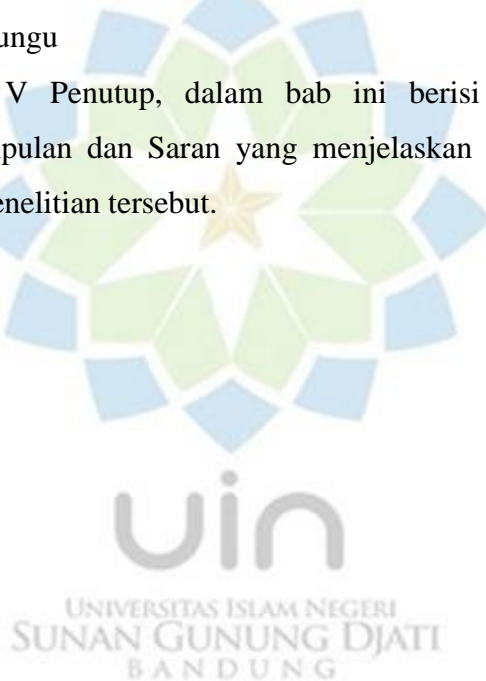 ungu
V Penutup, dalam bab ini berisi
pulan dan Saran yang menjelaskan
enelitian tersebut.
uin
UNIVERSITAS ISLAM NEGERI
SUNAN GUNUNG DJATI
BANDUNG